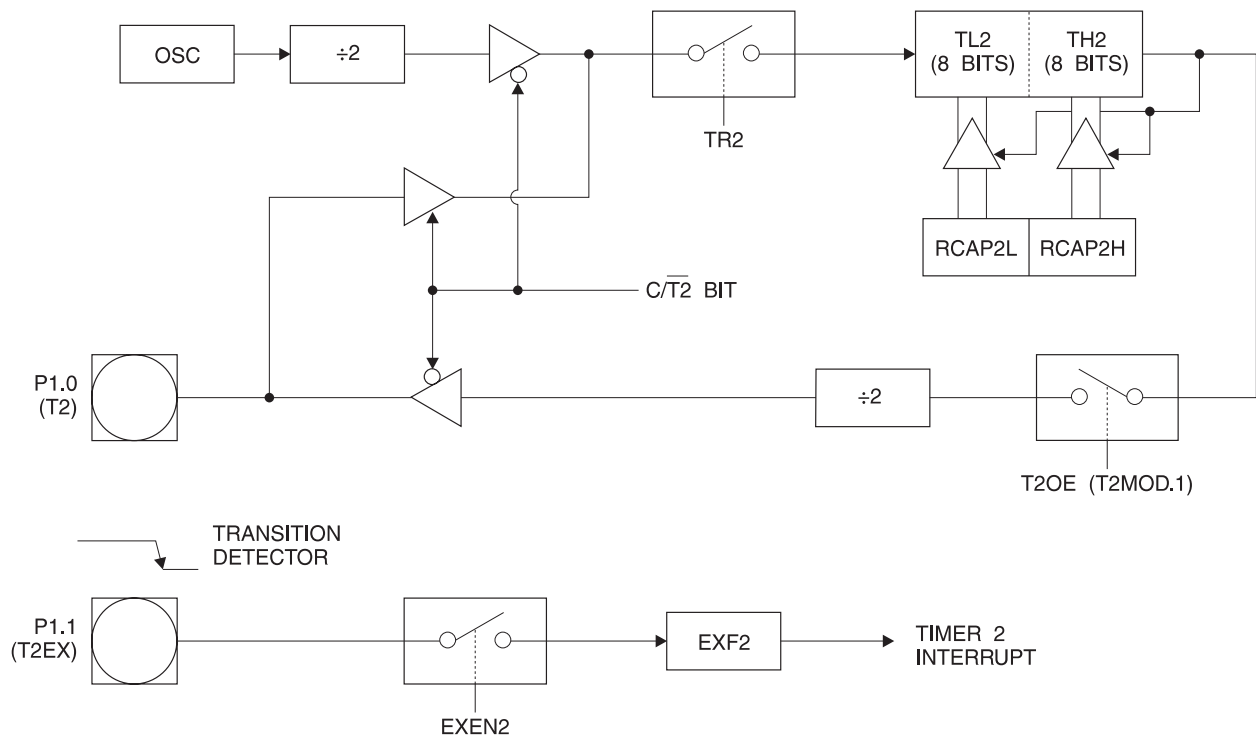 OSC
÷2
TR2
TL2
(8 BITS)
TH2
(8 BITS)
RCAP2L
RCAP2H
C/T̅2̅ BIT
P1.0
(T2)
÷2
T2OE (T2MOD.1)
TRANSITION
DETECTOR
P1.1
(T2EX)
EXEN2
EXF2
TIMER 2
INTERRUPT